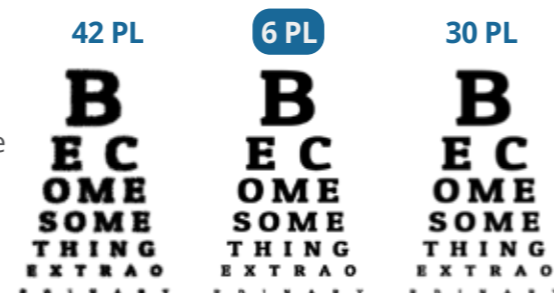 42 PL 6 PL 30 PL
B B B
E C E C E C
OME OME OME
SOME SOME SOME
THING THING THING
EXTRAO EXTRAO EXTRAO